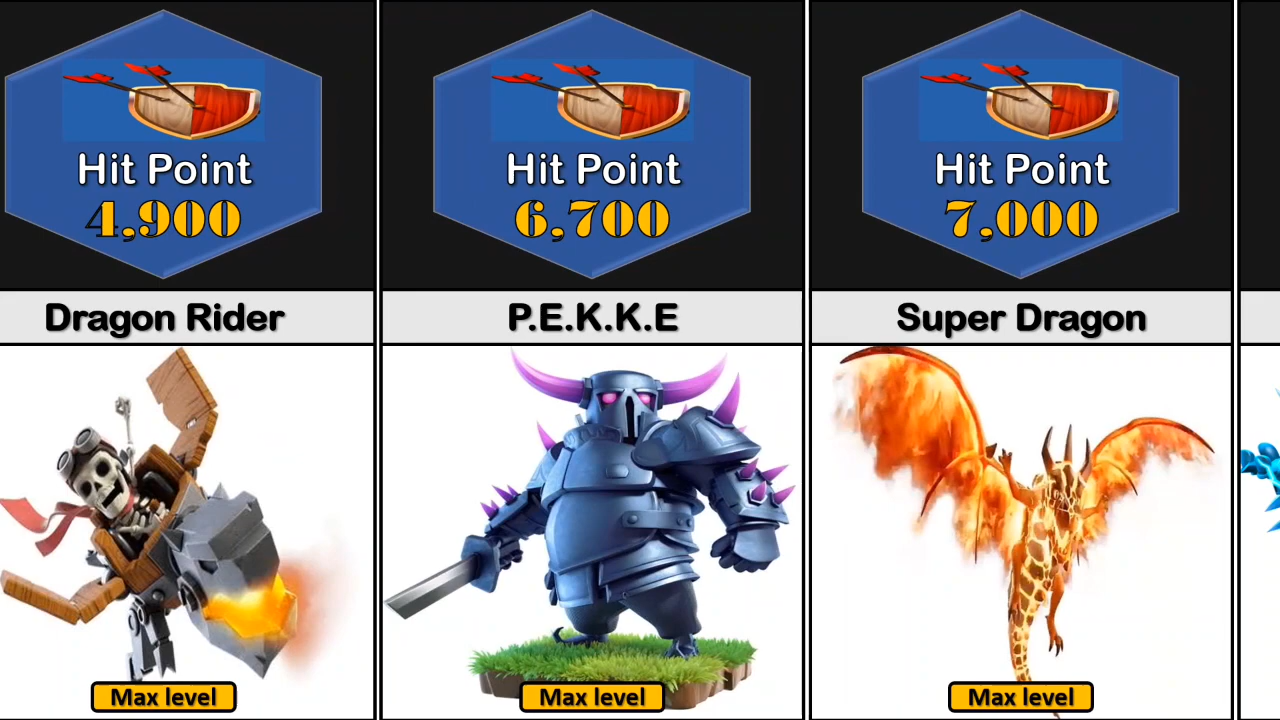 Hit Point
4,900
Dragon Rider
Max level
Hit Point
6,700
P.E.K.K.E
Max level
Hit Point
7,000
Super Dragon
Max level